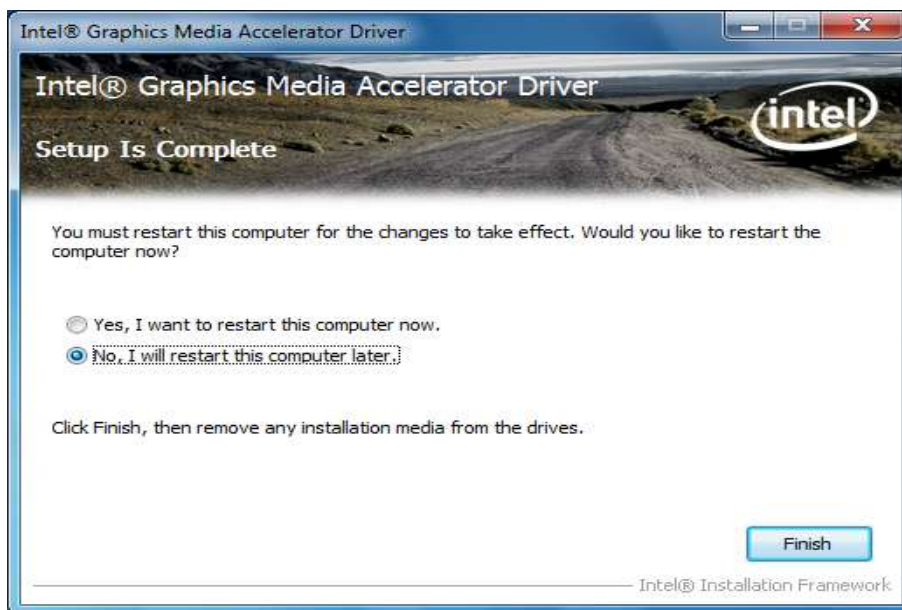 Intel® Graphics Media Accelerator Driver
Intel® Graphics Media Accelerator Driver
intel
Setup Is Complete
You must restart this computer for the changes to take effect. Would you like to restart the
computer now?
Yes, I want to restart this computer now.
No, I will restart this computer later.
Click Finish, then remove any installation media from the drives.
Finish
Intel® Installation Framework